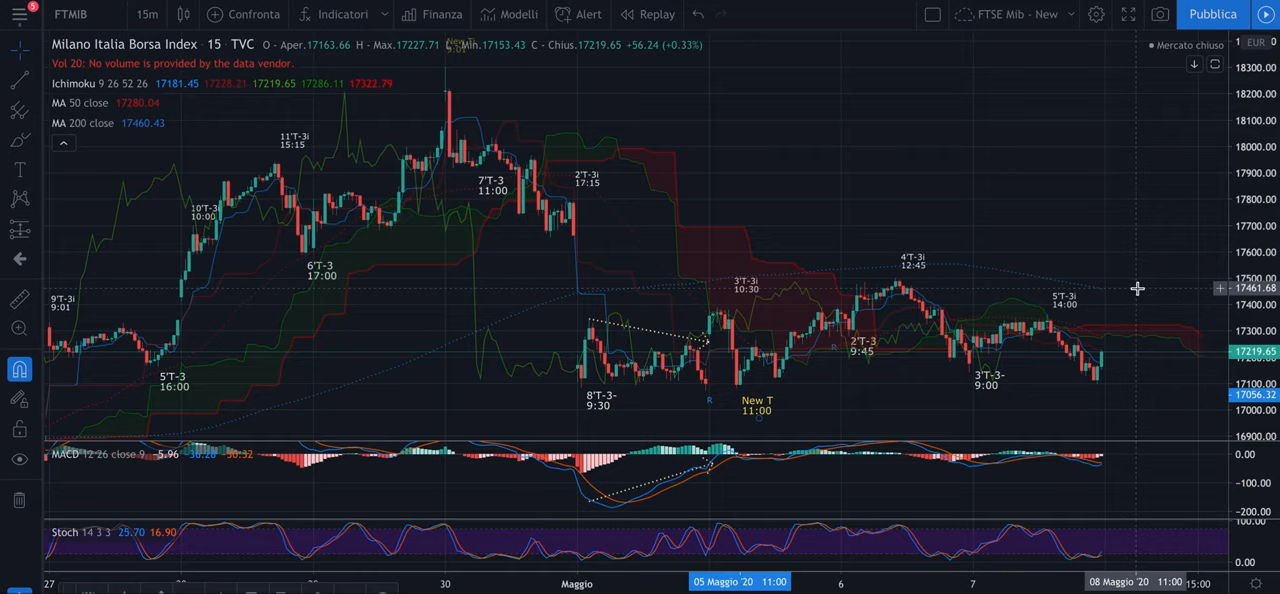 5
FTMIB 15m Confronta Indicatori Finanza Modelli Alert Replay FTSE Mib - New Pubblica
Milano Italia Borsa Index · 15 · TVC O - Aper.17163.66 H - Max.17227.71 L - Min.17153.43 C - Chius.17219.65 +56.24 (+0.33%)
Mercato chiuso
EUR
Vol 20: No volume is provided by the data vendor.
Ichimoku 9 26 52 26 17181.45 17228.21 17219.65 17286.11 17322.79
MA 50 close 17280.04
MA 200 close 17460.43
18300.00
18200.00
18100.00
18000.00
17900.00
17800.00
17700.00
17600.00
17500.00
17461.68
17400.00
17300.00
17219.65
17100.00
17056.32
17000.00
16900.00
9'T-3i
9:01
5'T-3
16:00
10'T-3i
10:00
11'T-3i
15:15
6'T-3
17:00
7'T-3
11:00
2'T-3i
17:15
8'T-3-
9:30
R
3'T-3i
10:30
New T
11:00
R
2'T-3
9:45
4'T-3i
12:45
3'T-3-
9:00
5'T-3i
14:00
MACD 12 26 close 9 -5.96
0.00
-100.00
-200.00
Stoch 14 3 3 25.70 16.90
100.00
0.00
27 30 Maggio 05 Maggio '20 11:00 6 7 08 Maggio '20 11:00 15:00